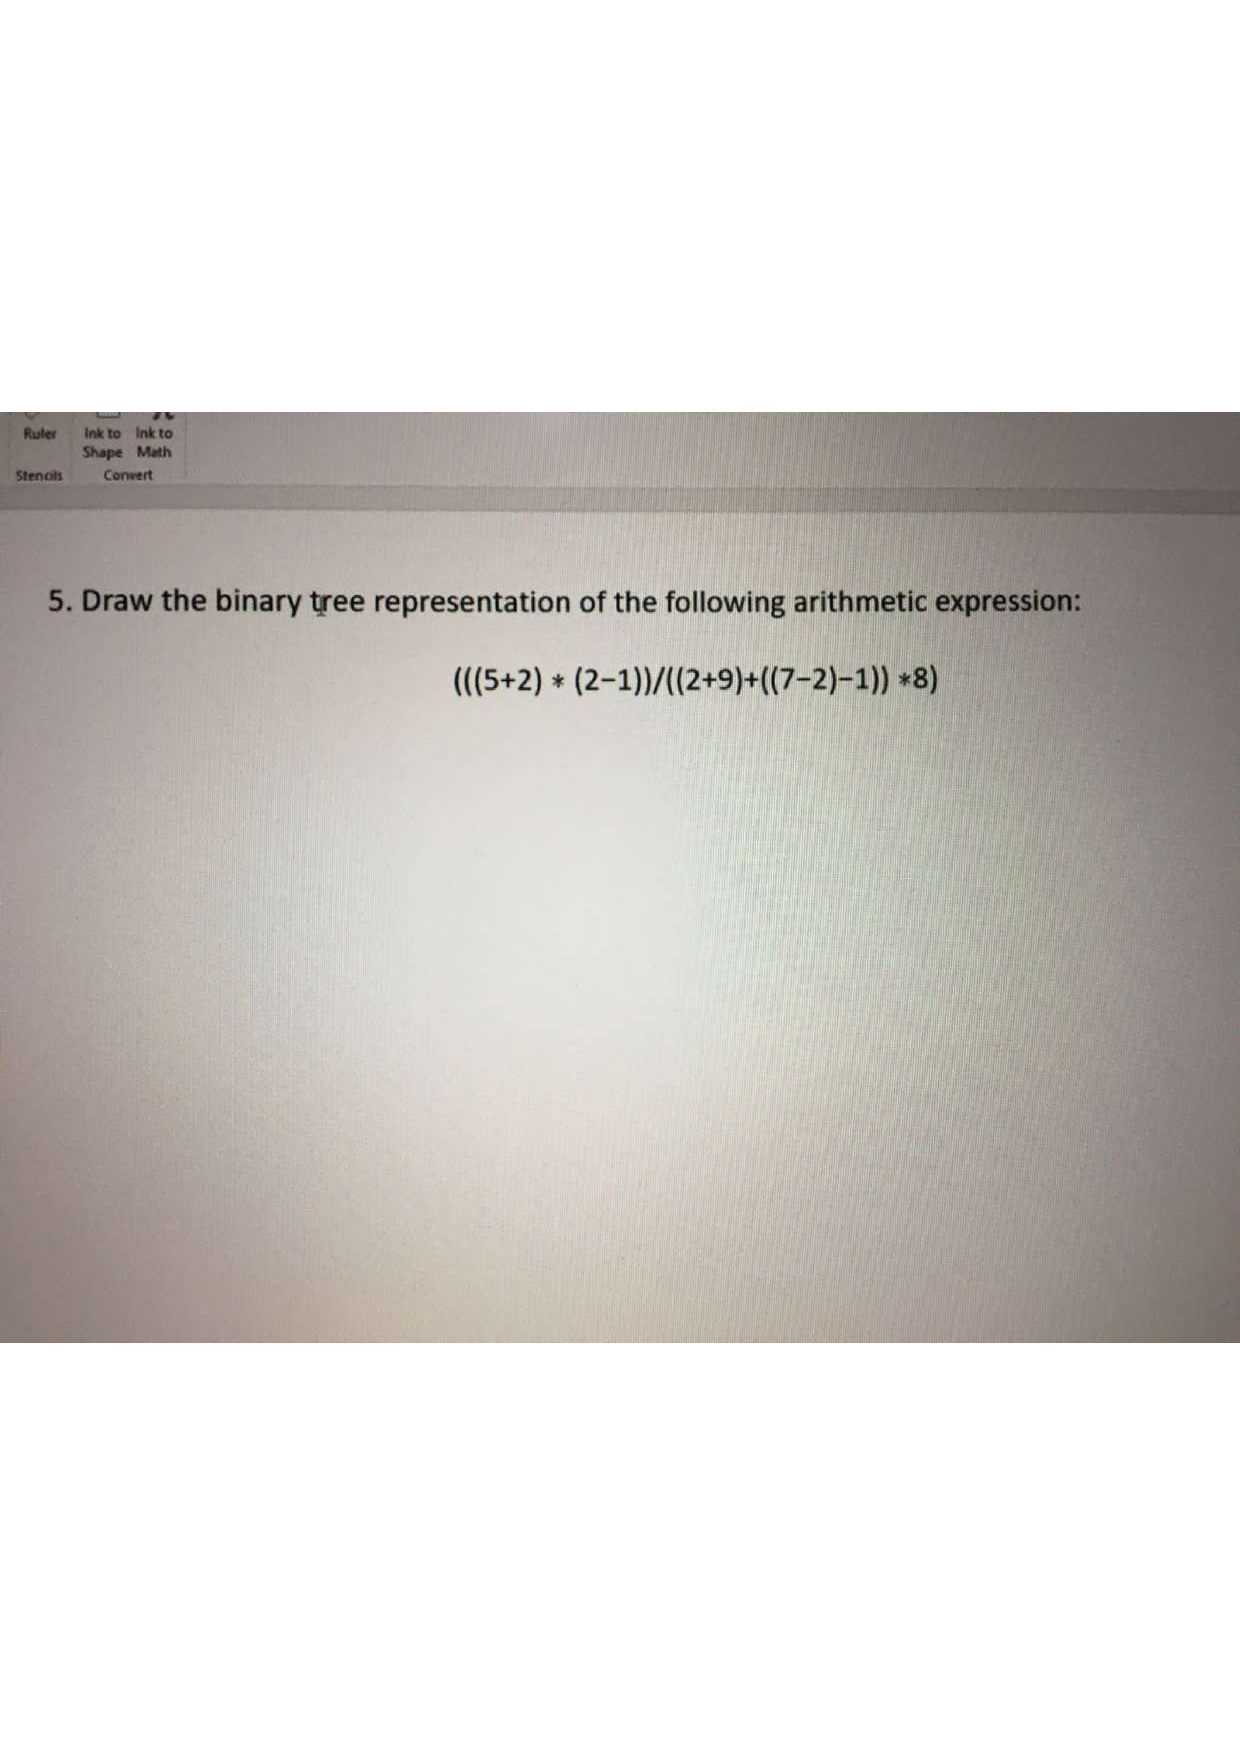 Ruler Ink to Ink to
Shape Math
Stencils Convert
5. Draw the binary tree representation of the following arithmetic expression:
(((5+2) * (2−1))/((2+9)+((7−2)−1)) *8)